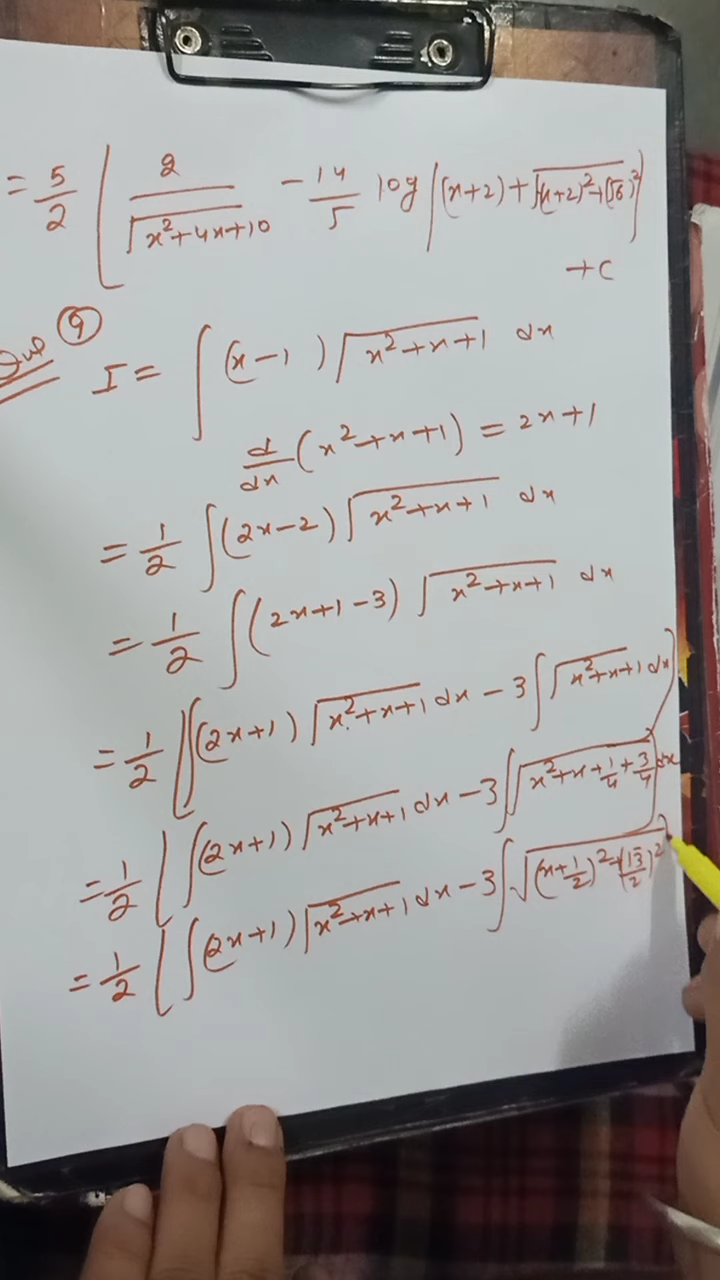 = 5/2 [ 2/√(x²+4x+10) - 14/5 log |(x+2) + √((x+2)²+(√6)²)|
+c
Que ⑨ I = ∫ (x-1) √(x²+x+1) dx
d/dx (x²+x+1) = 2x+1
= 1/2 ∫ (2x-2) √(x²+x+1) dx
= 1/2 ∫ (2x+1-3) √(x²+x+1) dx
= 1/2 [∫ (2x+1) √(x²+x+1) dx - 3 ∫ √(x²+x+1) dx]
= 1/2 [∫ (2x+1) √(x²+x+1) dx - 3 ∫ √(x²+x+1/4+3/4) dx]
= 1/2 [∫ (2x+1) √(x²+x+1) dx - 3 ∫ √((x+1/2)²+(√3/2)²)